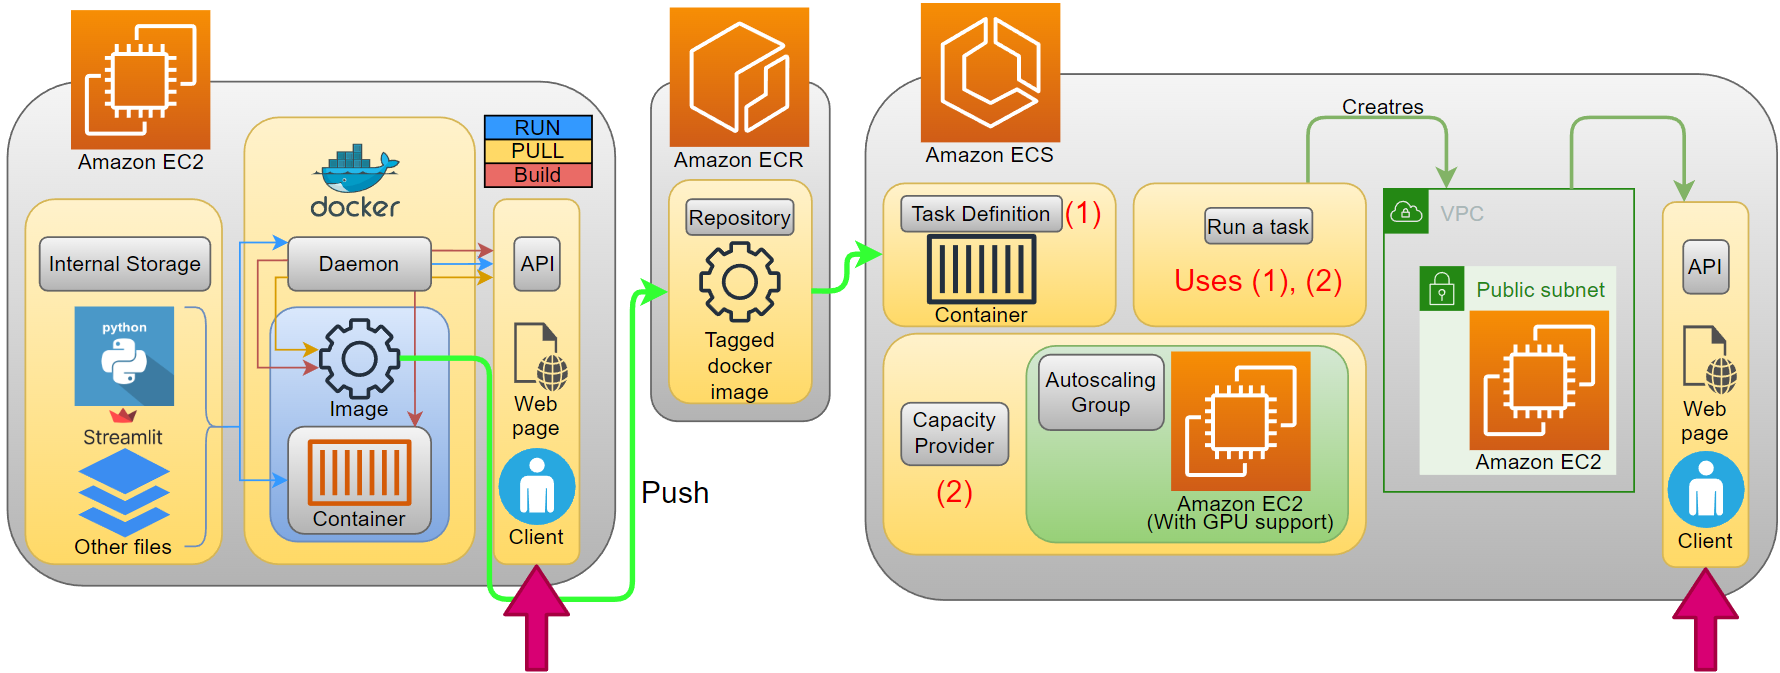 Amazon EC2
RUN
PULL
Build
docker
Internal Storage
Daemon
API
python
Streamlit
Other files
Image
Container
Web
page
Client
Push
Amazon ECR
Repository
Tagged
docker
image
Amazon ECS
Task Definition
(1)
Container
Run a task
Uses (1), (2)
Capacity
Provider
(2)
Autoscaling
Group
Amazon EC2
(With GPU support)
Creatres
VPC
Public subnet
Amazon EC2
API
Web
page
Client